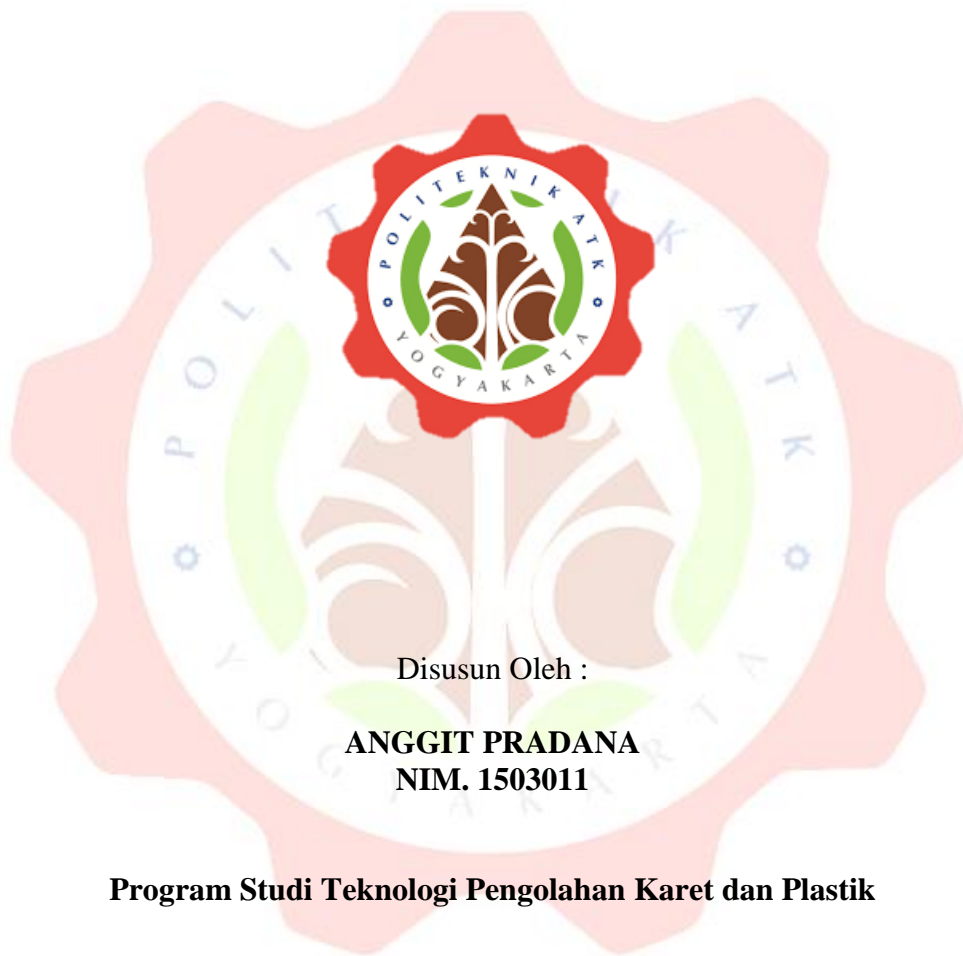 POLITEKNIK ATK
YOGYAKARTA
Disusun Oleh :
ANGGIT PRADANA
NIM. 1503011
Program Studi Teknologi Pengolahan Karet dan Plastik